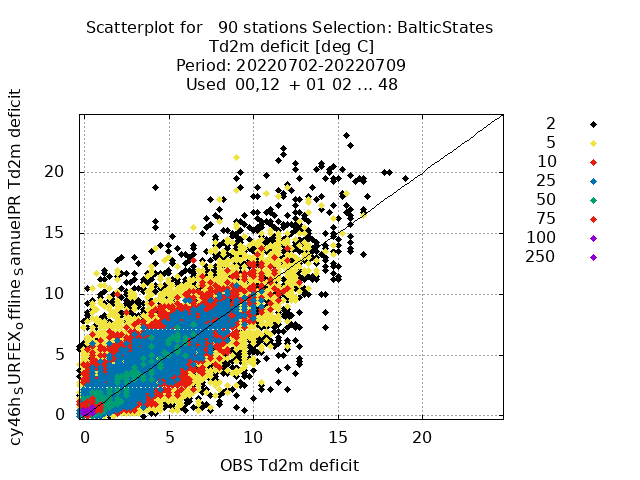 Scatterplot for 90 stations Selection: BalticStates
Td2m deficit [deg C]
Period: 20220702-20220709
Used 00,12 + 01 02 ... 48
cy46h_SURFEX_offline_samuelPR Td2m deficit
20
15
10
5
0
0 5 10 15 20
OBS Td2m deficit
2
5
10
25
50
75
100
250